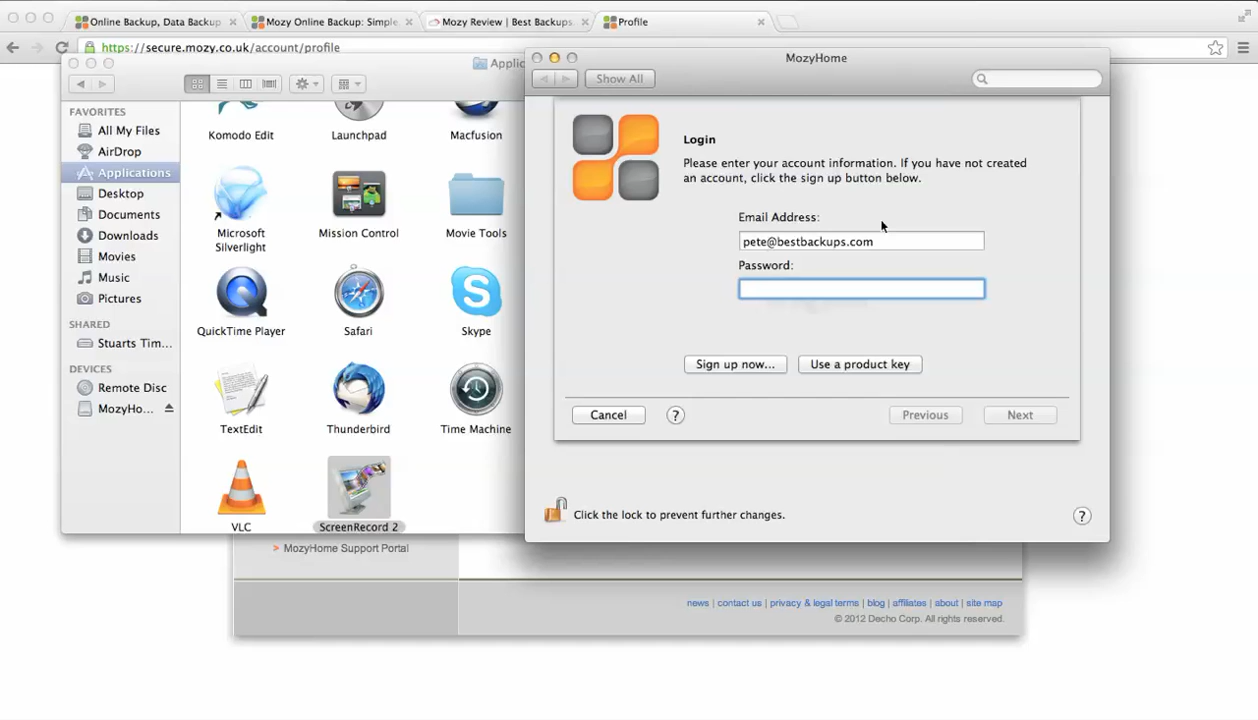 Online Backup, Data Backup
Mozy Online Backup: Simple,
Mozy Review | Best Backups.
Profile
https://secure.mozy.co.uk/account/profile
Applic
MozyHome
Show All
FAVORITES
All My Files
AirDrop
Applications
Desktop
Documents
Downloads
Movies
Music
Pictures
SHARED
Stuarts Tim...
DEVICES
Remote Disc
MozyHo...
Komodo Edit
Launchpad
Macfusion
Microsoft
Silverlight
Mission Control
Movie Tools
QuickTime Player
Safari
Skype
TextEdit
Thunderbird
Time Machine
VLC
ScreenRecord 2
Login
Please enter your account information. If you have not created
an account, click the sign up button below.
Email Address:
pete@bestbackups.com
Password:
Sign up now...
Use a product key
Cancel
?
Previous
Next
Click the lock to prevent further changes.
?
> MozyHome Support Portal
news | contact us | privacy & legal terms | blog | affiliates | about | site map
© 2012 Decho Corp. All rights reserved.